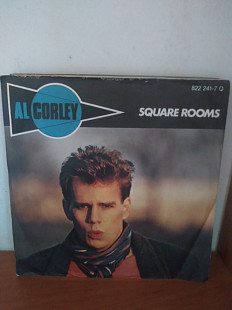 822 241-7 Q
AL CORLEY
SQUARE ROOMS